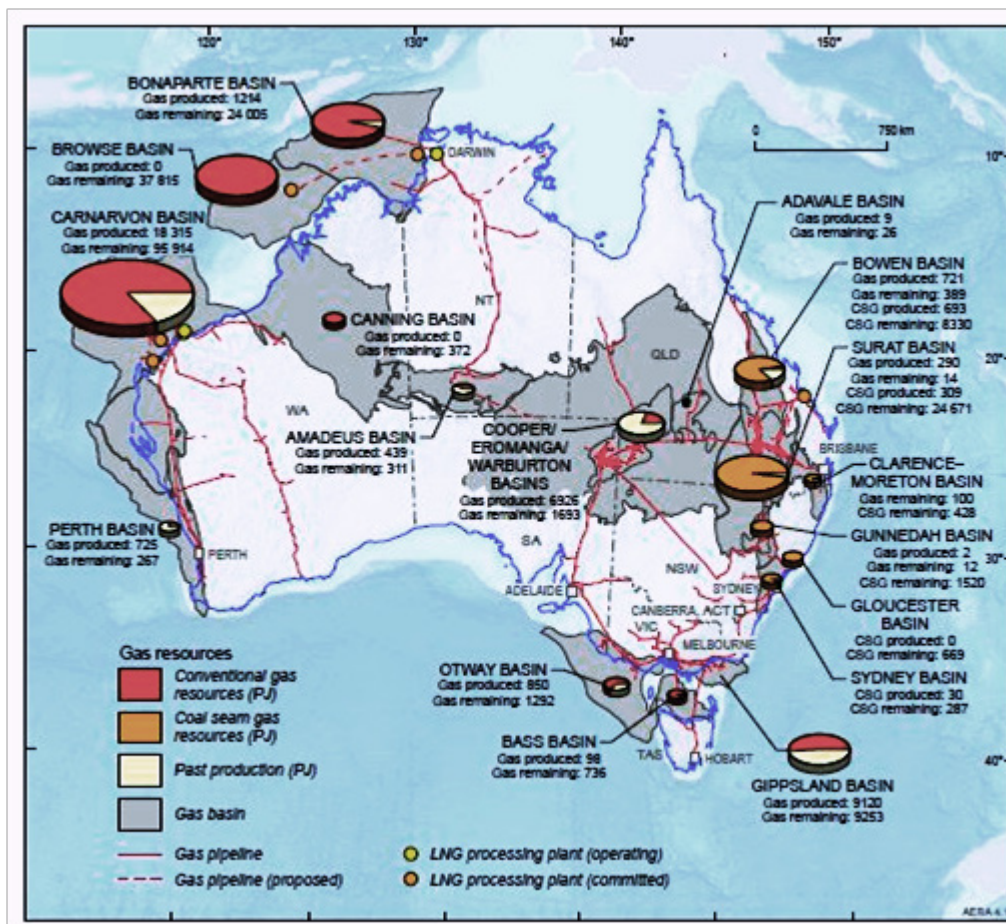 120°
130°
140°
150°
BONAPARTE BASIN
Gas produced: 1214
Gas remaining: 24 005
BROWSE BASIN
Gas produced: 0
Gas remaining: 37 815
CARNARVON BASIN
Gas produced: 18 315
Gas remaining: 95 914
DARWIN
0
750 km
10°
ADAVALE BASIN
Gas produced: 9
Gas remaining: 26
BOWEN BASIN
Gas produced: 721
Gas remaining: 389
CSG produced: 693
CSG remaining: 8330
NT
CANNING BASIN
Gas produced: 0
Gas remaining: 372
QLD
20°
SURAT BASIN
Gas produced: 290
Gas remaining: 14
CSG produced: 309
CSG remaining: 24 671
WA
AMADEUS BASIN
Gas produced: 439
Gas remaining: 311
COOPER/
EROMANGA/
WARBURTON
BASINS
Gas produced: 6926
Gas remaining: 1693
BRISBANE
CLARENCE–
MORETON BASIN
Gas remaining: 100
CSG remaining: 428
PERTH BASIN
Gas produced: 725
Gas remaining: 267
PERTH
SA
GUNNEDAH BASIN
Gas produced: 2
Gas remaining: 12
CSG remaining: 1520
30°
NSW
SYDNEY
ADELAIDE
CANBERRA, ACT
VIC
MELBOURNE
GLOUCESTER
BASIN
CSG produced: 0
CSG remaining: 669
SYDNEY BASIN
CSG produced: 30
CSG remaining: 287
OTWAY BASIN
Gas produced: 850
Gas remaining: 1292
BASS BASIN
Gas produced: 98
Gas remaining: 736
TAS
HOBART
40°
GIPPSLAND BASIN
Gas produced: 9120
Gas remaining: 9253
Gas resources
Conventional gas
resources (PJ)
Coal seam gas
resources (PJ)
Past production (PJ)
Gas basin
Gas pipeline
Gas pipeline (proposed)
LNG processing plant (operating)
LNG processing plant (committed)